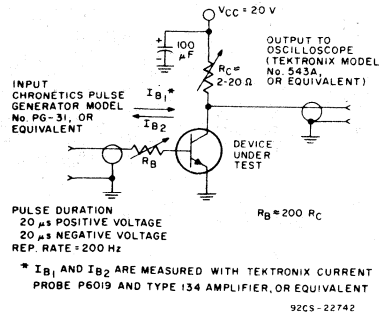 VCC = 20 V
100
μF
RC=
2-20Ω
OUTPUT TO
OSCILLOSCOPE
(TEKTRONIX MODEL
No. 543A,
OR EQUIVALENT)
INPUT
CHRONETICS PULSE
GENERATOR MODEL
No. PG-31, OR
EQUIVALENT
IB1*
IB2
RB
DEVICE
UNDER
TEST
PULSE DURATION
20 μs POSITIVE VOLTAGE
20 μs NEGATIVE VOLTAGE
REP. RATE = 200 Hz
RB≈200 RC
* IB1 AND IB2 ARE MEASURED WITH TEKTRONIX CURRENT
PROBE P6019 AND TYPE 134 AMPLIFIER, OR EQUIVALENT
92CS-22742